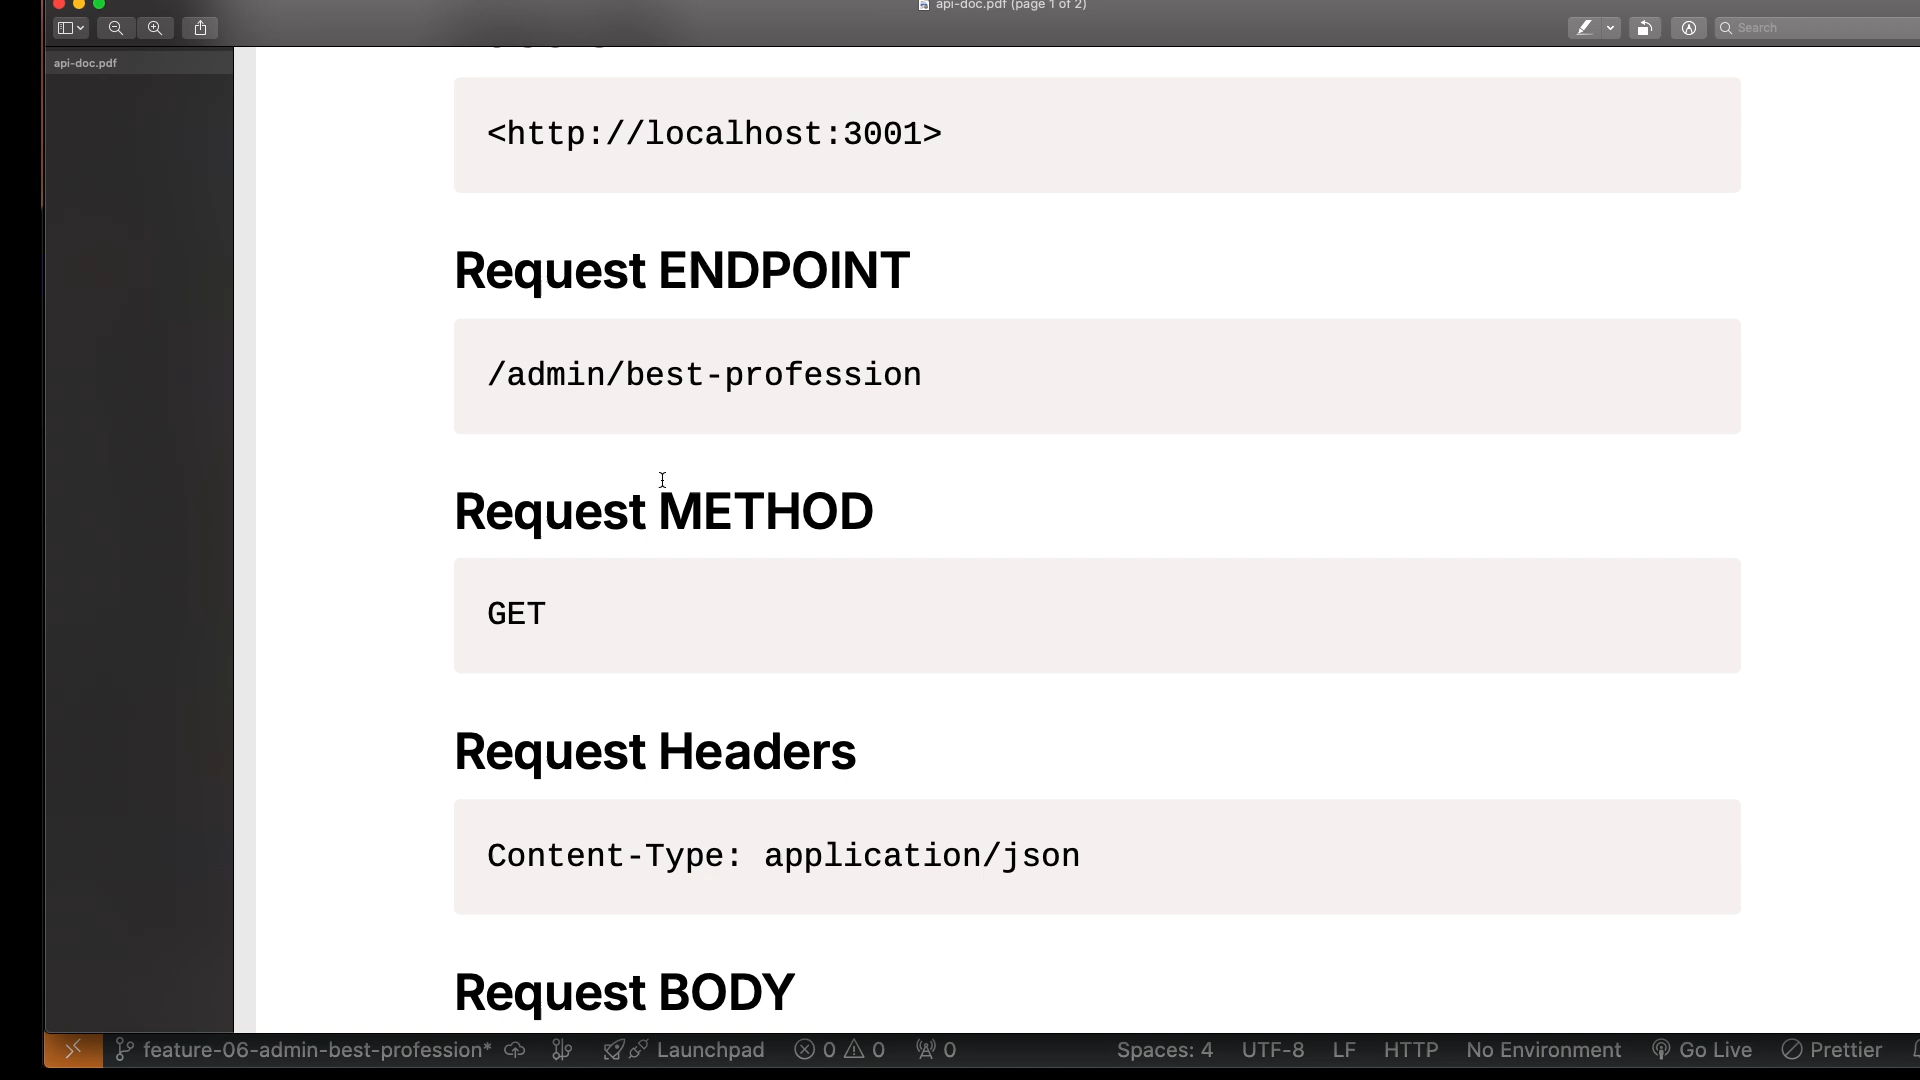 api-doc.pdf (page 1 of 2)
Search
api-doc.pdf
<http://localhost:3001>
Request ENDPOINT
/admin/best-profession
Request METHOD
GET
Request Headers
Content-Type: application/json
Request BODY
feature-06-admin-best-profession* Launchpad 0 0 0 Spaces: 4 UTF-8 LF HTTP No Environment Go Live Prettier